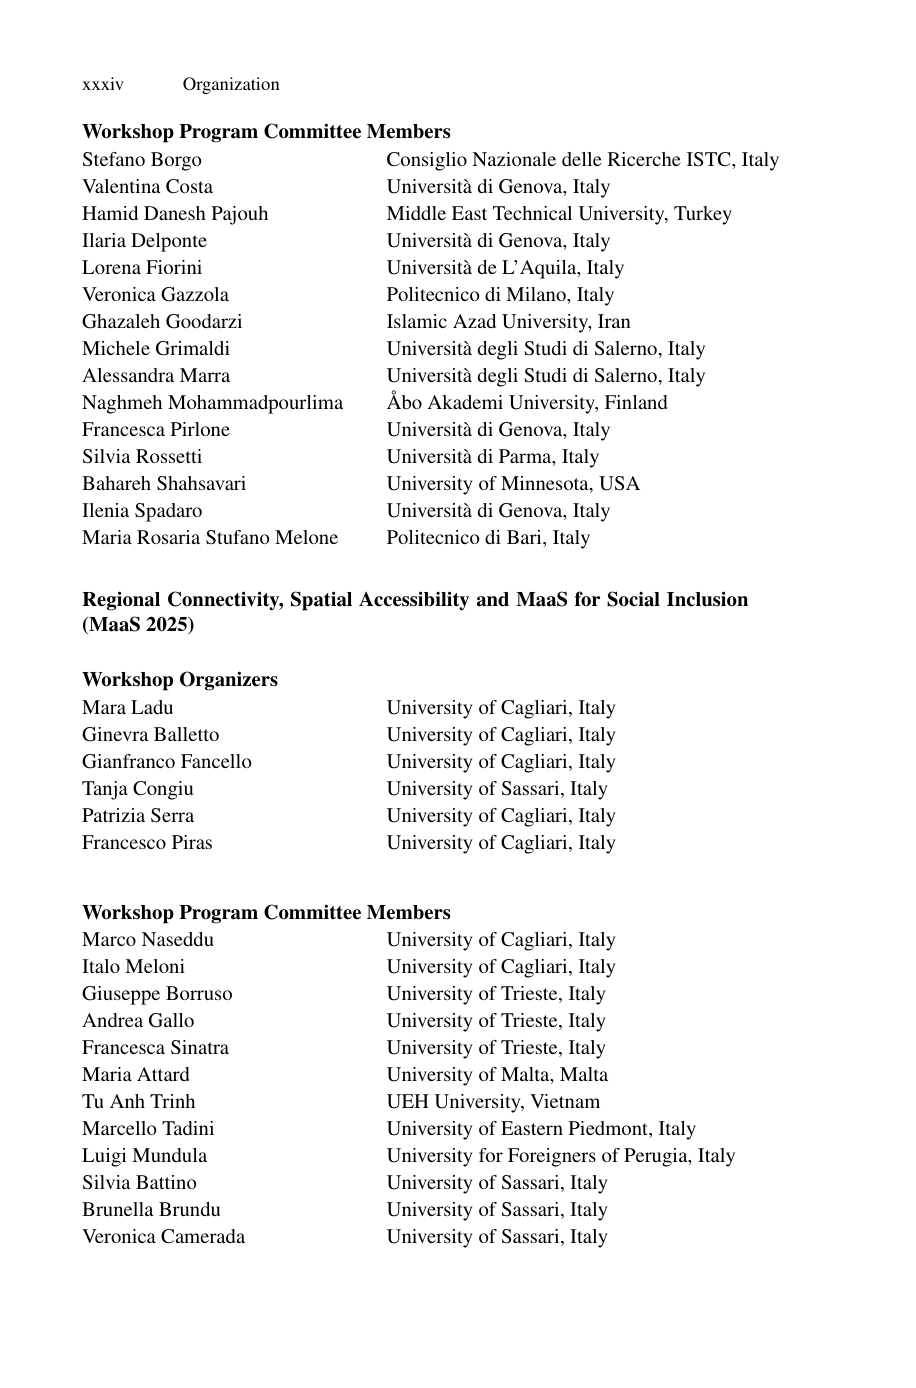 xxxiv Organization
Workshop Program Committee Members
Stefano Borgo Consiglio Nazionale delle Ricerche ISTC, Italy
Valentina Costa Università di Genova, Italy
Hamid Danesh Pajouh Middle East Technical University, Turkey
Ilaria Delponte Università di Genova, Italy
Lorena Fiorini Università de L'Aquila, Italy
Veronica Gazzola Politecnico di Milano, Italy
Ghazaleh Goodarzi Islamic Azad University, Iran
Michele Grimaldi Università degli Studi di Salerno, Italy
Alessandra Marra Università degli Studi di Salerno, Italy
Naghmeh Mohammadpourlima Åbo Akademi University, Finland
Francesca Pirlone Università di Genova, Italy
Silvia Rossetti Università di Parma, Italy
Bahareh Shahsavari University of Minnesota, USA
Ilenia Spadaro Università di Genova, Italy
Maria Rosaria Stufano Melone Politecnico di Bari, Italy
Regional Connectivity, Spatial Accessibility and MaaS for Social Inclusion
(MaaS 2025)
Workshop Organizers
Mara Ladu University of Cagliari, Italy
Ginevra Balletto University of Cagliari, Italy
Gianfranco Fancello University of Cagliari, Italy
Tanja Congiu University of Sassari, Italy
Patrizia Serra University of Cagliari, Italy
Francesco Piras University of Cagliari, Italy
Workshop Program Committee Members
Marco Naseddu University of Cagliari, Italy
Italo Meloni University of Cagliari, Italy
Giuseppe Borruso University of Trieste, Italy
Andrea Gallo University of Trieste, Italy
Francesca Sinatra University of Trieste, Italy
Maria Attard University of Malta, Malta
Tu Anh Trinh UEH University, Vietnam
Marcello Tadini University of Eastern Piedmont, Italy
Luigi Mundula University for Foreigners of Perugia, Italy
Silvia Battino University of Sassari, Italy
Brunella Brundu University of Sassari, Italy
Veronica Camerada University of Sassari, Italy